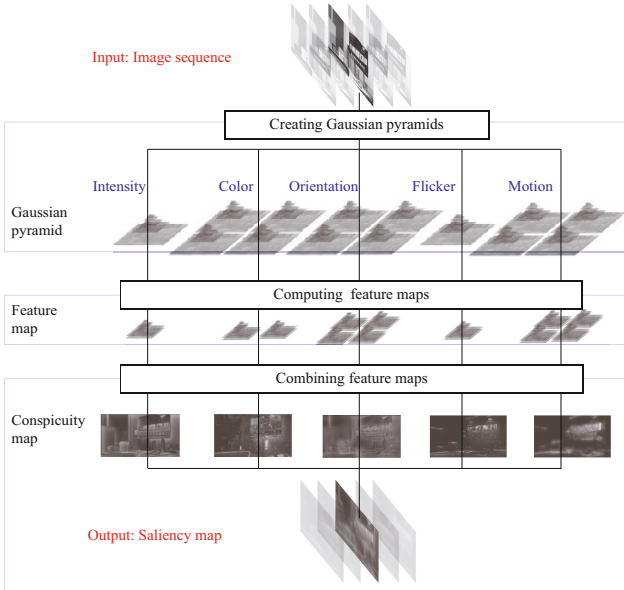 Input: Image sequence
Creating Gaussian pyramids
Intensity Color Orientation Flicker Motion
Gaussian
pyramid
Computing feature maps
Feature
map
Combining feature maps
Conspicuity
map
Output: Saliency map